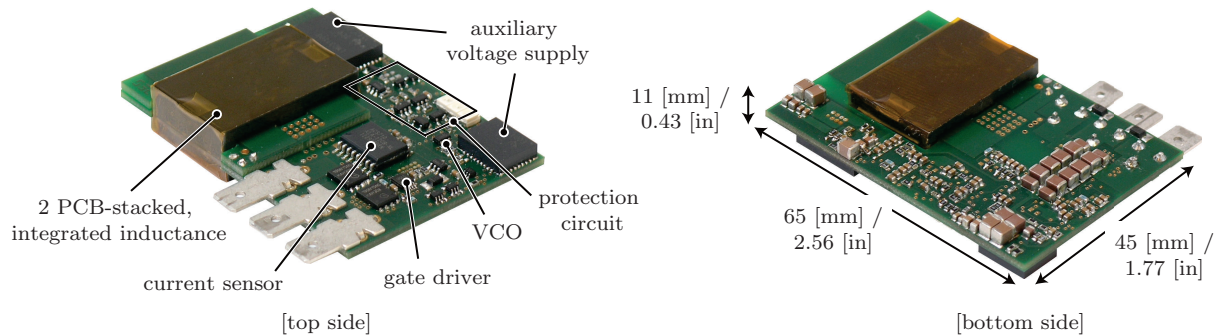 auxiliary
voltage supply
2 PCB-stacked,
integrated inductance
current sensor
gate driver
VCO
protection
circuit
[top side]
11 [mm] /
0.43 [in]
65 [mm] /
2.56 [in]
45 [mm] /
1.77 [in]
[bottom side]